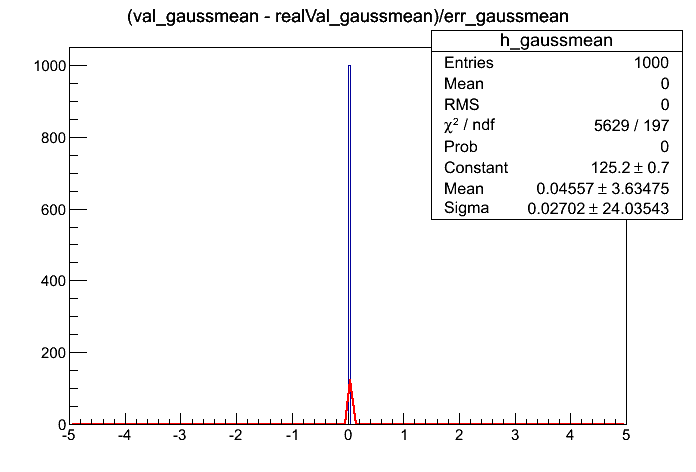 (val_gaussmean - realVal_gaussmean)/err_gaussmean
h_gaussmean
Entries 1000
Mean 0
RMS 0
χ² / ndf 5629 / 197
Prob 0
Constant 125.2 ± 0.7
Mean 0.04557 ± 3.63475
Sigma 0.02702 ± 24.03543
1000
800
600
400
200
0
-5 -4 -3 -2 -1 0 1 2 3 4 5